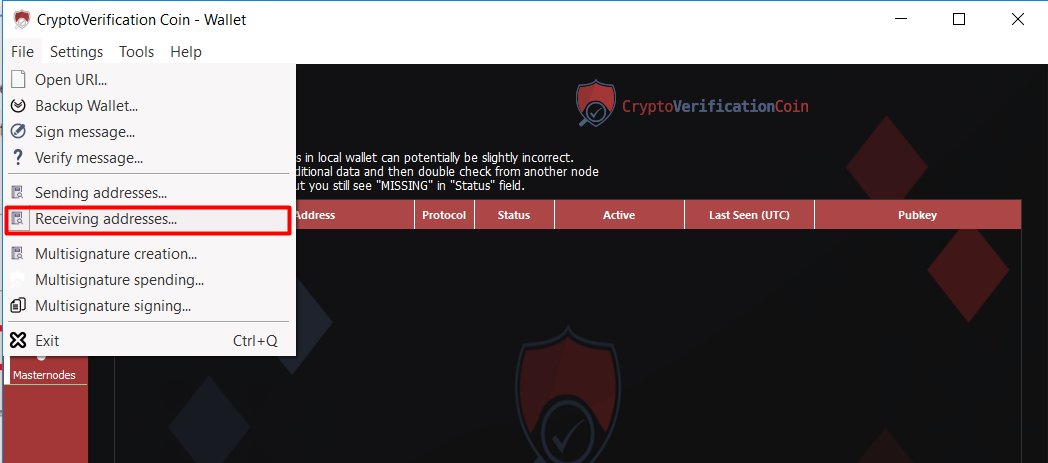 CryptoVerification Coin - Wallet
File Settings Tools Help
Open URI...
Backup Wallet...
Sign message...
Verify message...
Sending addresses...
Receiving addresses...
Multisignature creation...
Multisignature spending...
Multisignature signing...
Exit Ctrl+Q
CryptoVerificationCoin
in local wallet can potentially be slightly incorrect.
data and then double check from another node
you still see "MISSING" in "Status" field.
Address Protocol Status Active Last Seen (UTC) Pubkey
Masternodes